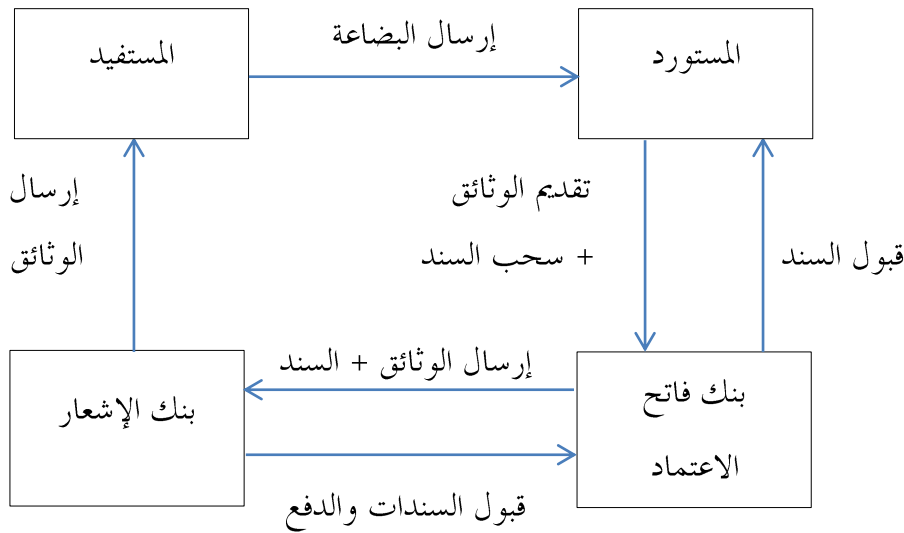 إرسال البضاعة
المستورد
المستفيد
تقديم الوثائق
+ سحب السند
قبول السند
إرسال
الوثائق
إرسال الوثائق + السند
بنك فاتح
الاعتماد
بنك الإشعار
قبول السندات والدفع